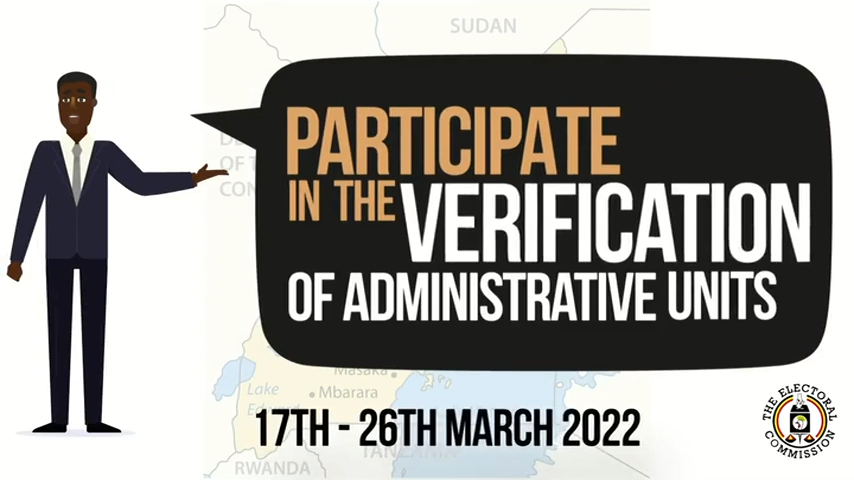 SUDAN
PARTICIPATE
IN THE VERIFICATION
OF ADMINISTRATIVE UNITS
Masaka
Mbarara
Lake
17TH - 26TH MARCH 2022
TANZANIA
RWANDA
THE ELECTORAL
COMMISSION